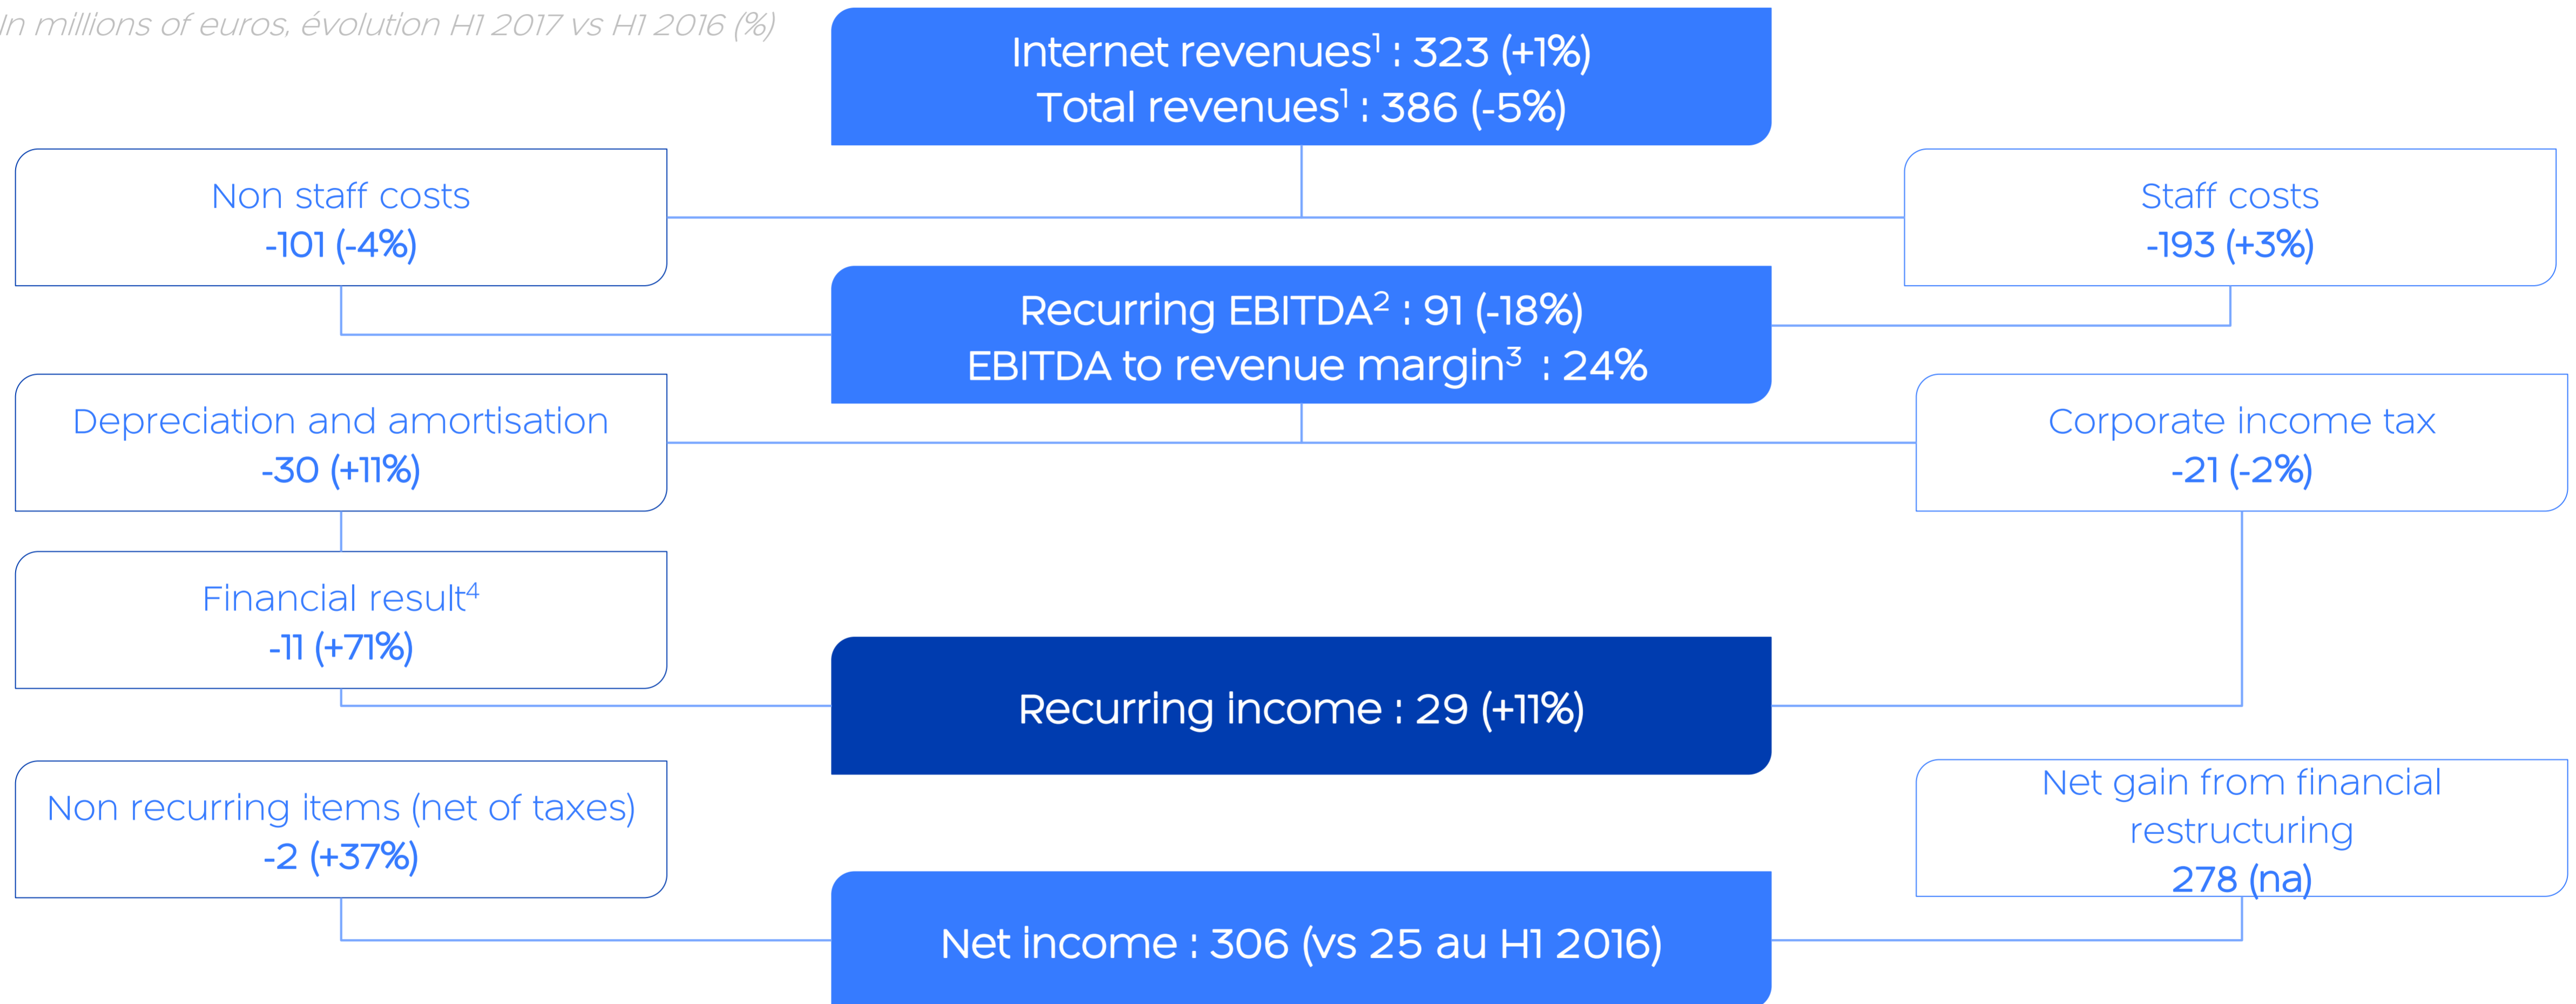 In millions of euros, évolution H1 2017 vs H1 2016 (%)
Internet revenues¹ : 323 (+1%)
Total revenues¹ : 386 (-5%)
Non staff costs
-101 (-4%)
Staff costs
-193 (+3%)
Recurring EBITDA² : 91 (-18%)
EBITDA to revenue margin³ : 24%
Depreciation and amortisation
-30 (+11%)
Corporate income tax
-21 (-2%)
Financial result⁴
-11 (+71%)
Recurring income : 29 (+11%)
Non recurring items (net of taxes)
-2 (+37%)
Net gain from financial
restructuring
278 (na)
Net income : 306 (vs 25 au H1 2016)